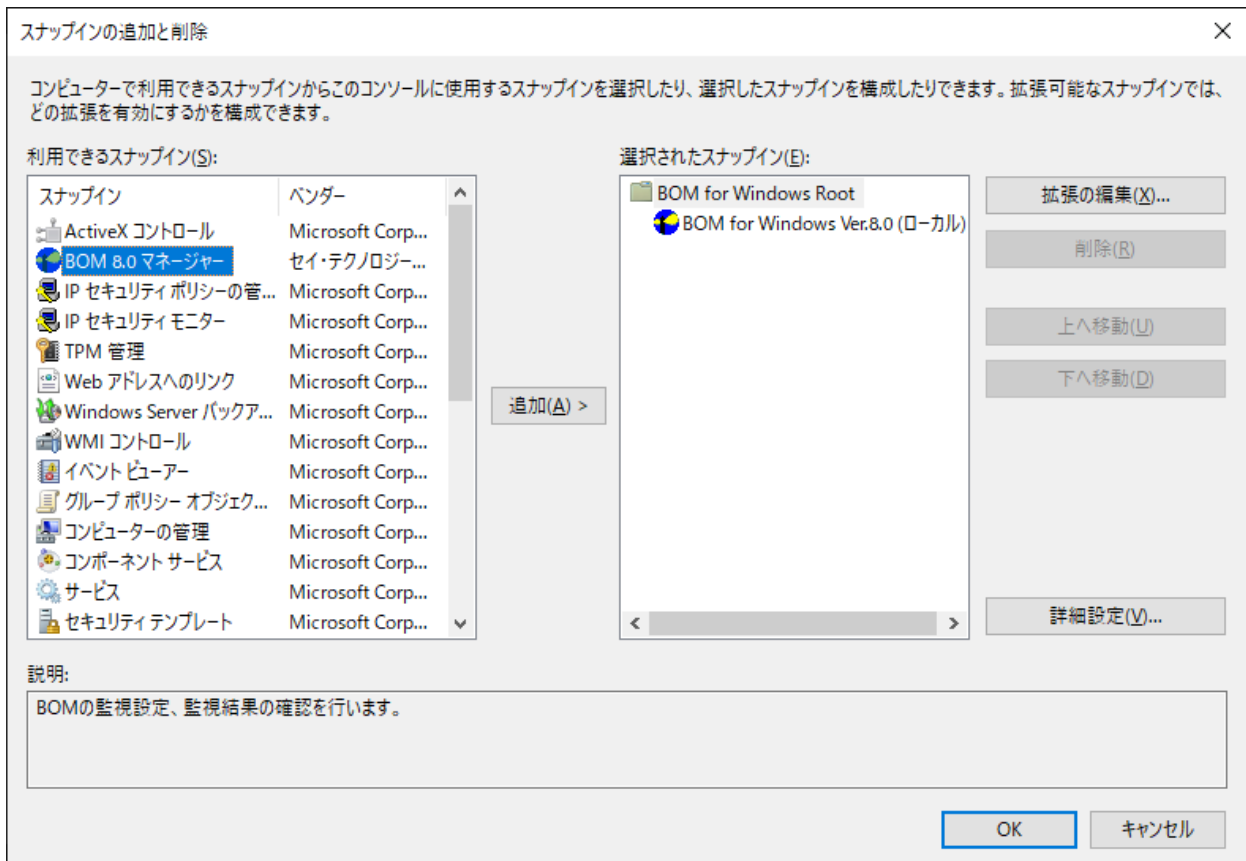 スナップインの追加と削除
コンピューターで利用できるスナップインからこのコンソールに使用するスナップインを選択したり、選択したスナップインを構成したりできます。拡張可能なスナップインでは、
どの拡張を有効にするかを構成できます。
利用できるスナップイン(S):
スナップイン ベンダー
ActiveX コントロール Microsoft Corp...
BOM 8.0 マネージャー セイ・テクノロジー...
IP セキュリティ ポリシーの管... Microsoft Corp...
IP セキュリティ モニター Microsoft Corp...
TPM 管理 Microsoft Corp...
Web アドレスへのリンク Microsoft Corp...
Windows Server バックア... Microsoft Corp...
WMI コントロール Microsoft Corp...
イベント ビューアー Microsoft Corp...
グループ ポリシー オブジェク... Microsoft Corp...
コンピューターの管理 Microsoft Corp...
コンポーネント サービス Microsoft Corp...
サービス Microsoft Corp...
セキュリティ テンプレート Microsoft Corp...
追加(A) >
選択されたスナップイン(E):
BOM for Windows Root
BOM for Windows Ver.8.0 (ローカル)
拡張の編集(X)...
削除(R)
上へ移動(U)
下へ移動(D)
詳細設定(V)...
説明:
BOMの監視設定、監視結果の確認を行います。
OK キャンセル